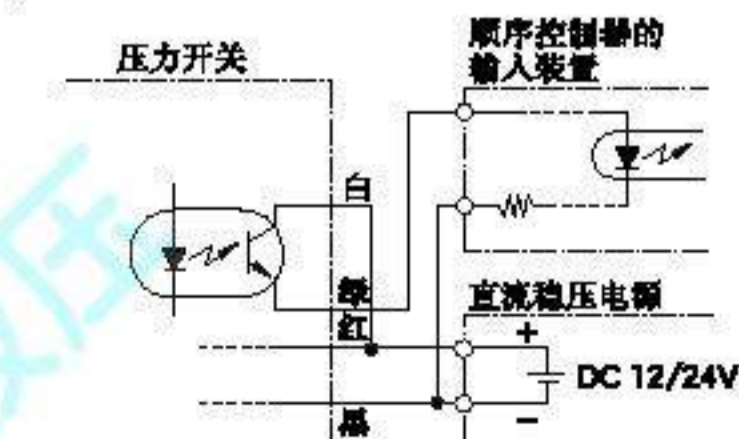 压力开关
顺序控制器的
输入装置
白
绿
红
黑
直流稳压电源
+
DC 12/24V
−